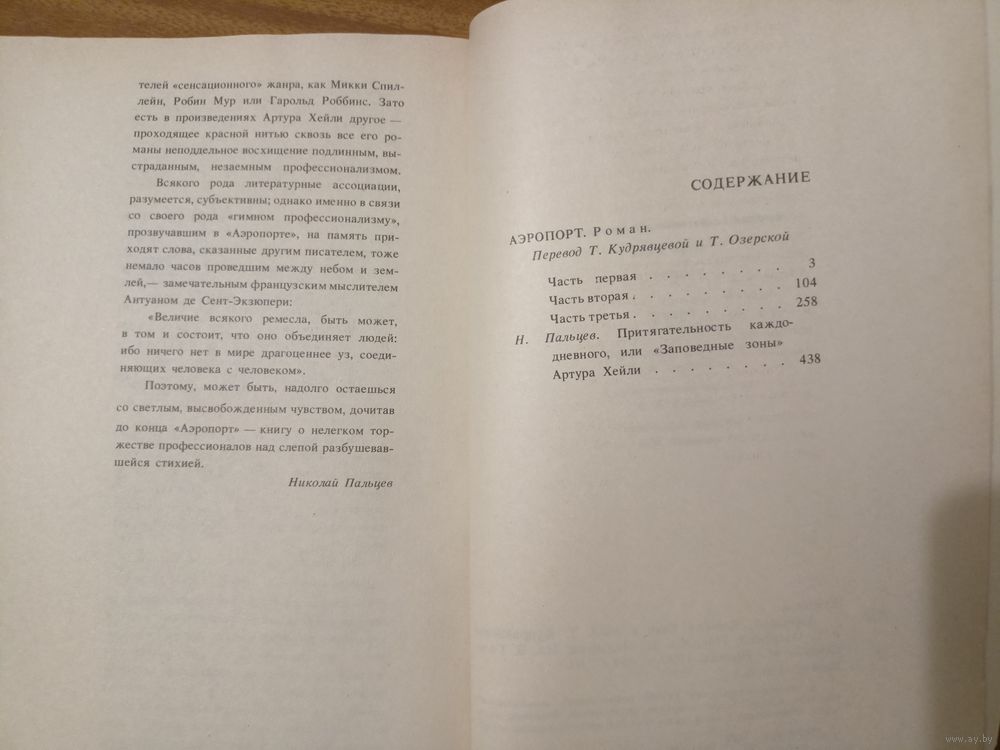 телей «сенсационного» жанра, как Микки Спил-
лейн, Робин Мур или Гарольд Роббинс. Зато
есть в произведениях Артура Хейли другое —
проходящее красной нитью сквозь все его ро-
маны неподдельное восхищение подлинным, вы-
страданным, незаемным профессионализмом.
Всякого рода литературные ассоциации,
разумеется, субъективны; однако именно в связи
со своего рода «гимном профессионализму»,
прозвучавшим в «Аэропорте», на память при-
ходят слова, сказанные другим писателем, тоже
немало часов проведшим между небом и зем-
лей,— замечательным французским мыслителем
Антуаном де Сент-Экзюпери:
«Величие всякого ремесла, быть может,
в том и состоит, что оно объединяет людей:
ибо ничего нет в мире драгоценнее уз, соеди-
няющих человека с человеком».
Поэтому, может быть, надолго остаешься
со светлым, высвобожденным чувством, дочитав
до конца «Аэропорт» — книгу о нелегком тор-
жестве профессионалов над слепой разбушевав-
шейся стихией.
Николай Пальцев
СОДЕРЖАНИЕ
АЭРОПОРТ. Роман.
Перевод Т. Кудрявцевой и Т. Озерской
Часть первая . . . . . . . 3
Часть вторая . . . . . . . 104
Часть третья . . . . . . . 258
Н. Пальцев. Притягательность каждо-
дневного, или «Заповедные зоны»
Артура Хейли . . . . . . . 438
www.ay.by